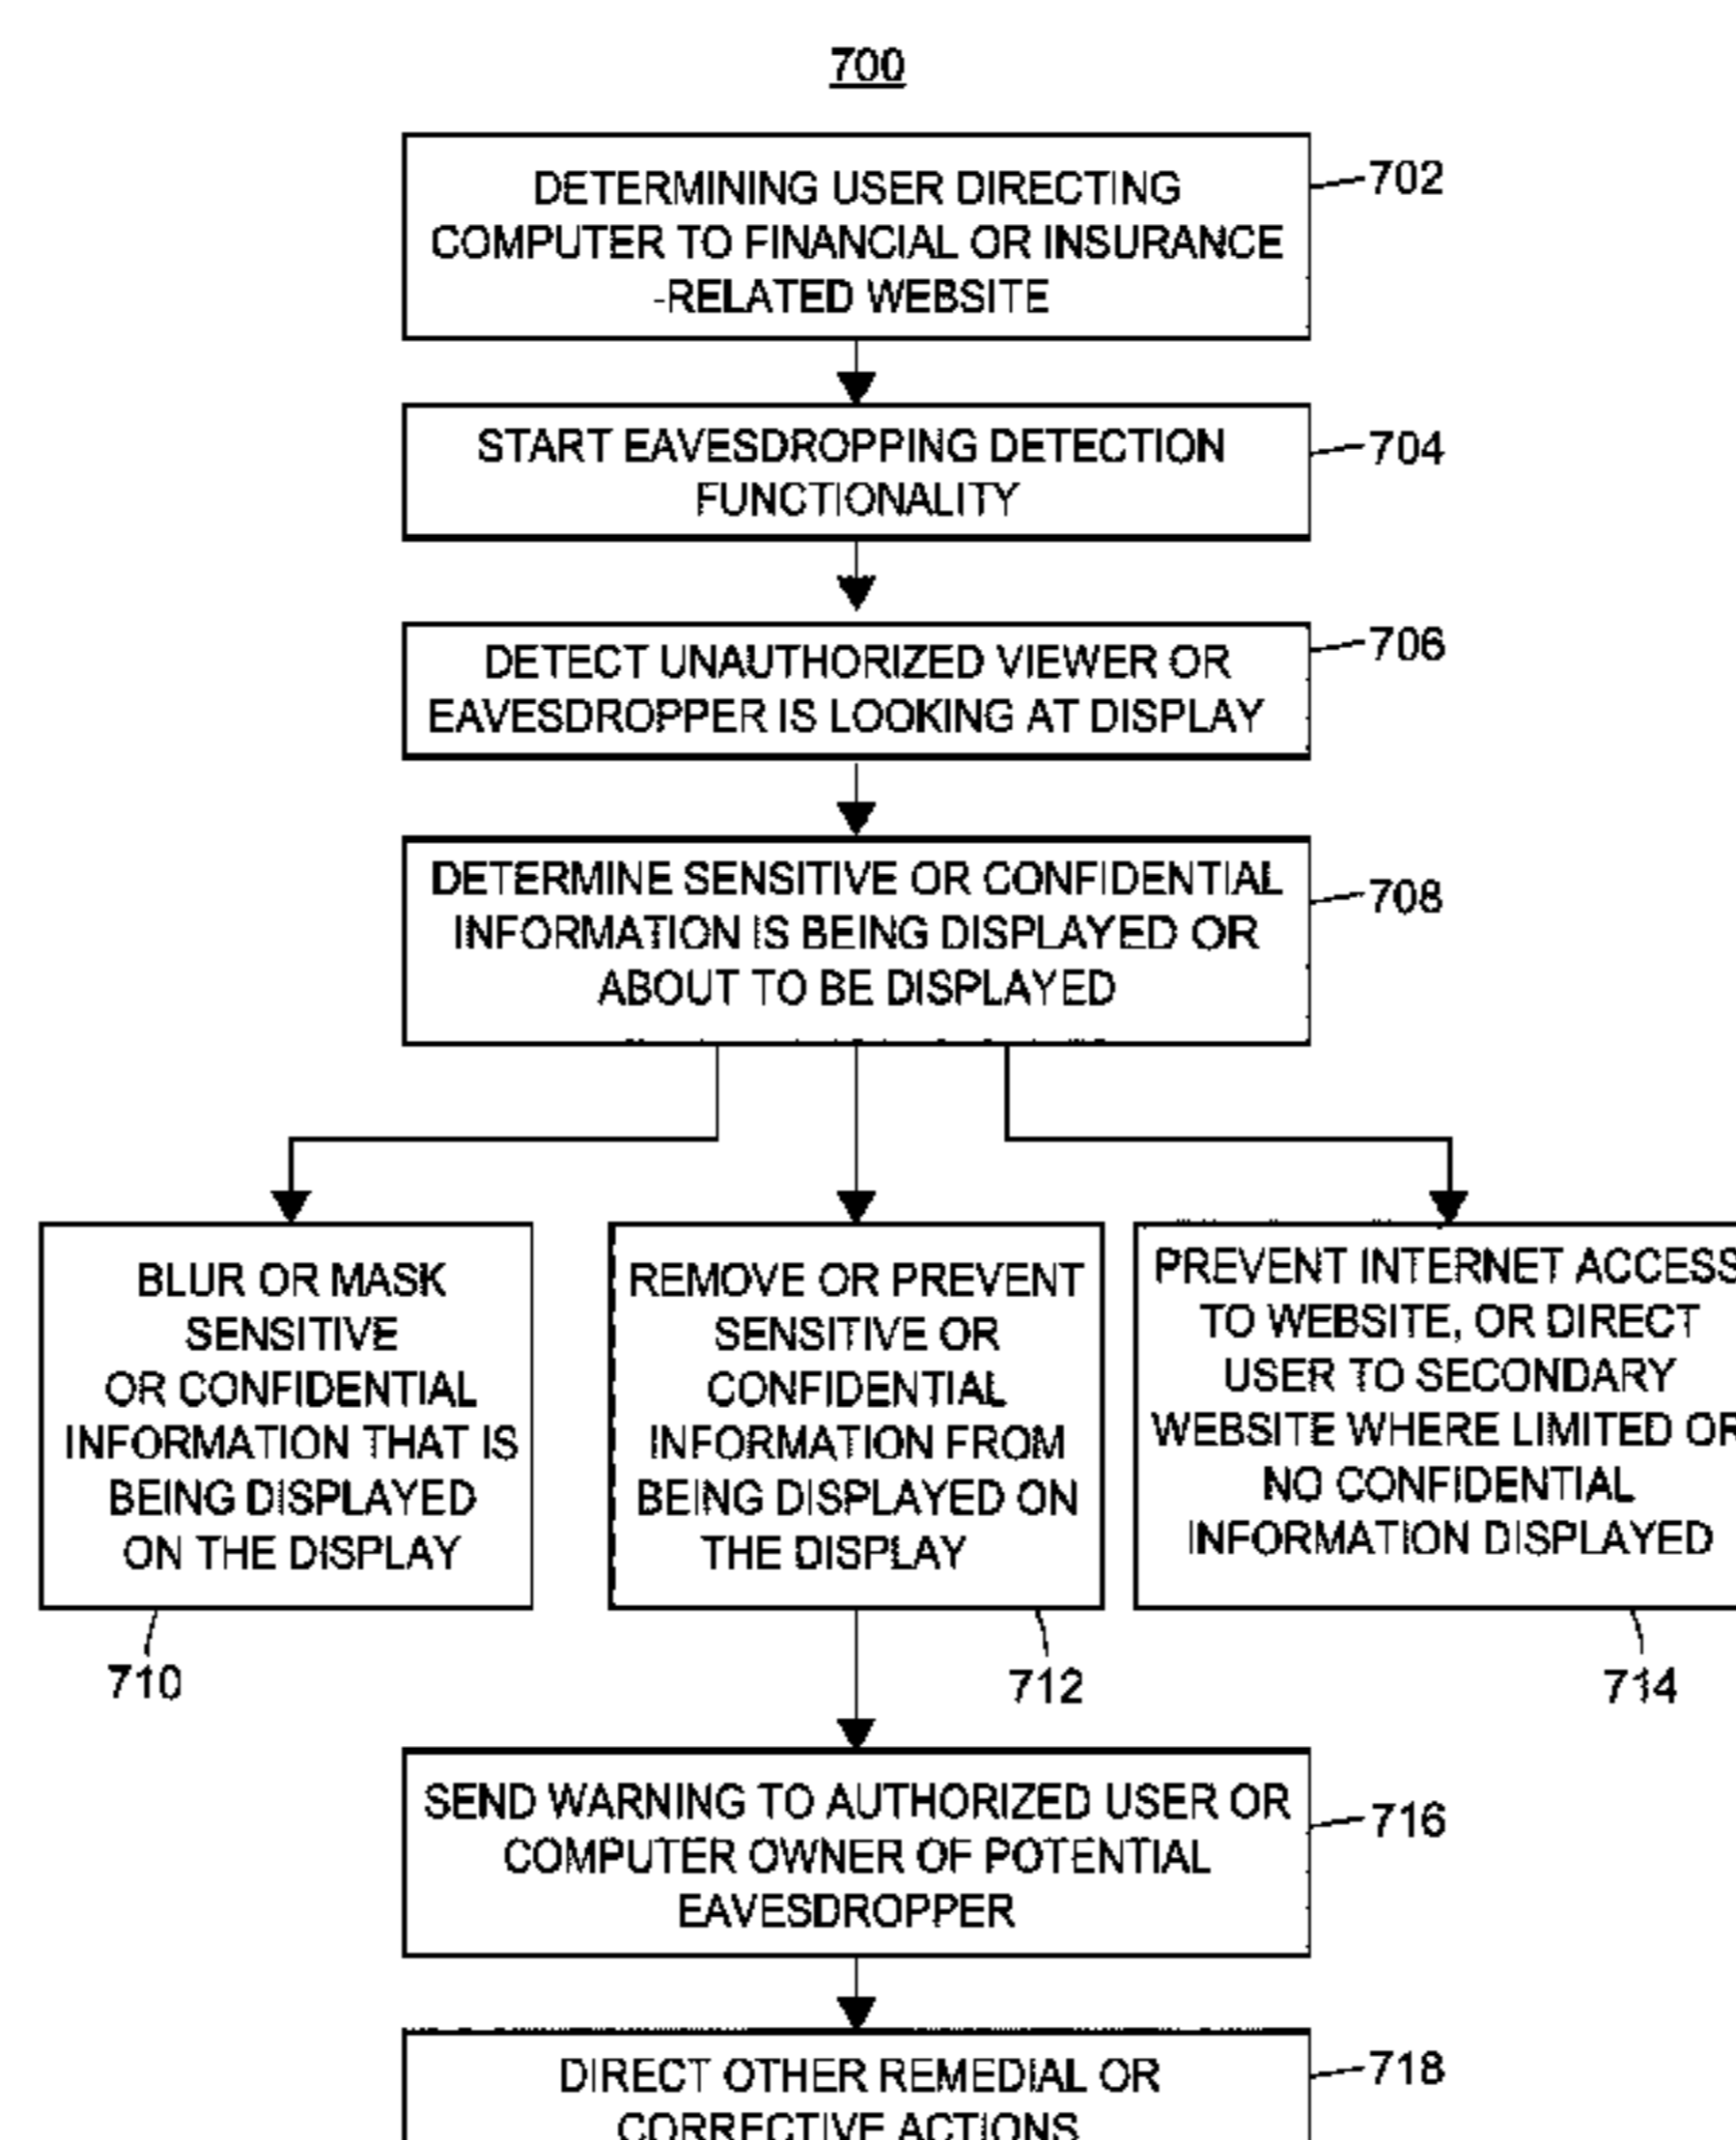 700
DETERMINING USER DIRECTING
COMPUTER TO FINANCIAL OR INSURANCE
-RELATED WEBSITE
702
START EAVESDROPPING DETECTION
FUNCTIONALITY
704
DETECT UNAUTHORIZED VIEWER OR
EAVESDROPPER IS LOOKING AT DISPLAY
706
DETERMINE SENSITIVE OR CONFIDENTIAL
INFORMATION IS BEING DISPLAYED OR
ABOUT TO BE DISPLAYED
708
BLUR OR MASK
SENSITIVE
OR CONFIDENTIAL
INFORMATION THAT IS
BEING DISPLAYED
ON THE DISPLAY
710
REMOVE OR PREVENT
SENSITIVE OR
CONFIDENTIAL
INFORMATION FROM
BEING DISPLAYED ON
THE DISPLAY
712
PREVENT INTERNET ACCESS
TO WEBSITE, OR DIRECT
USER TO SECONDARY
WEBSITE WHERE LIMITED OR
NO CONFIDENTIAL
INFORMATION DISPLAYED
714
SEND WARNING TO AUTHORIZED USER OR
COMPUTER OWNER OF POTENTIAL
EAVESDROPPER
716
DIRECT OTHER REMEDIAL OR
CORRECTIVE ACTIONS
718